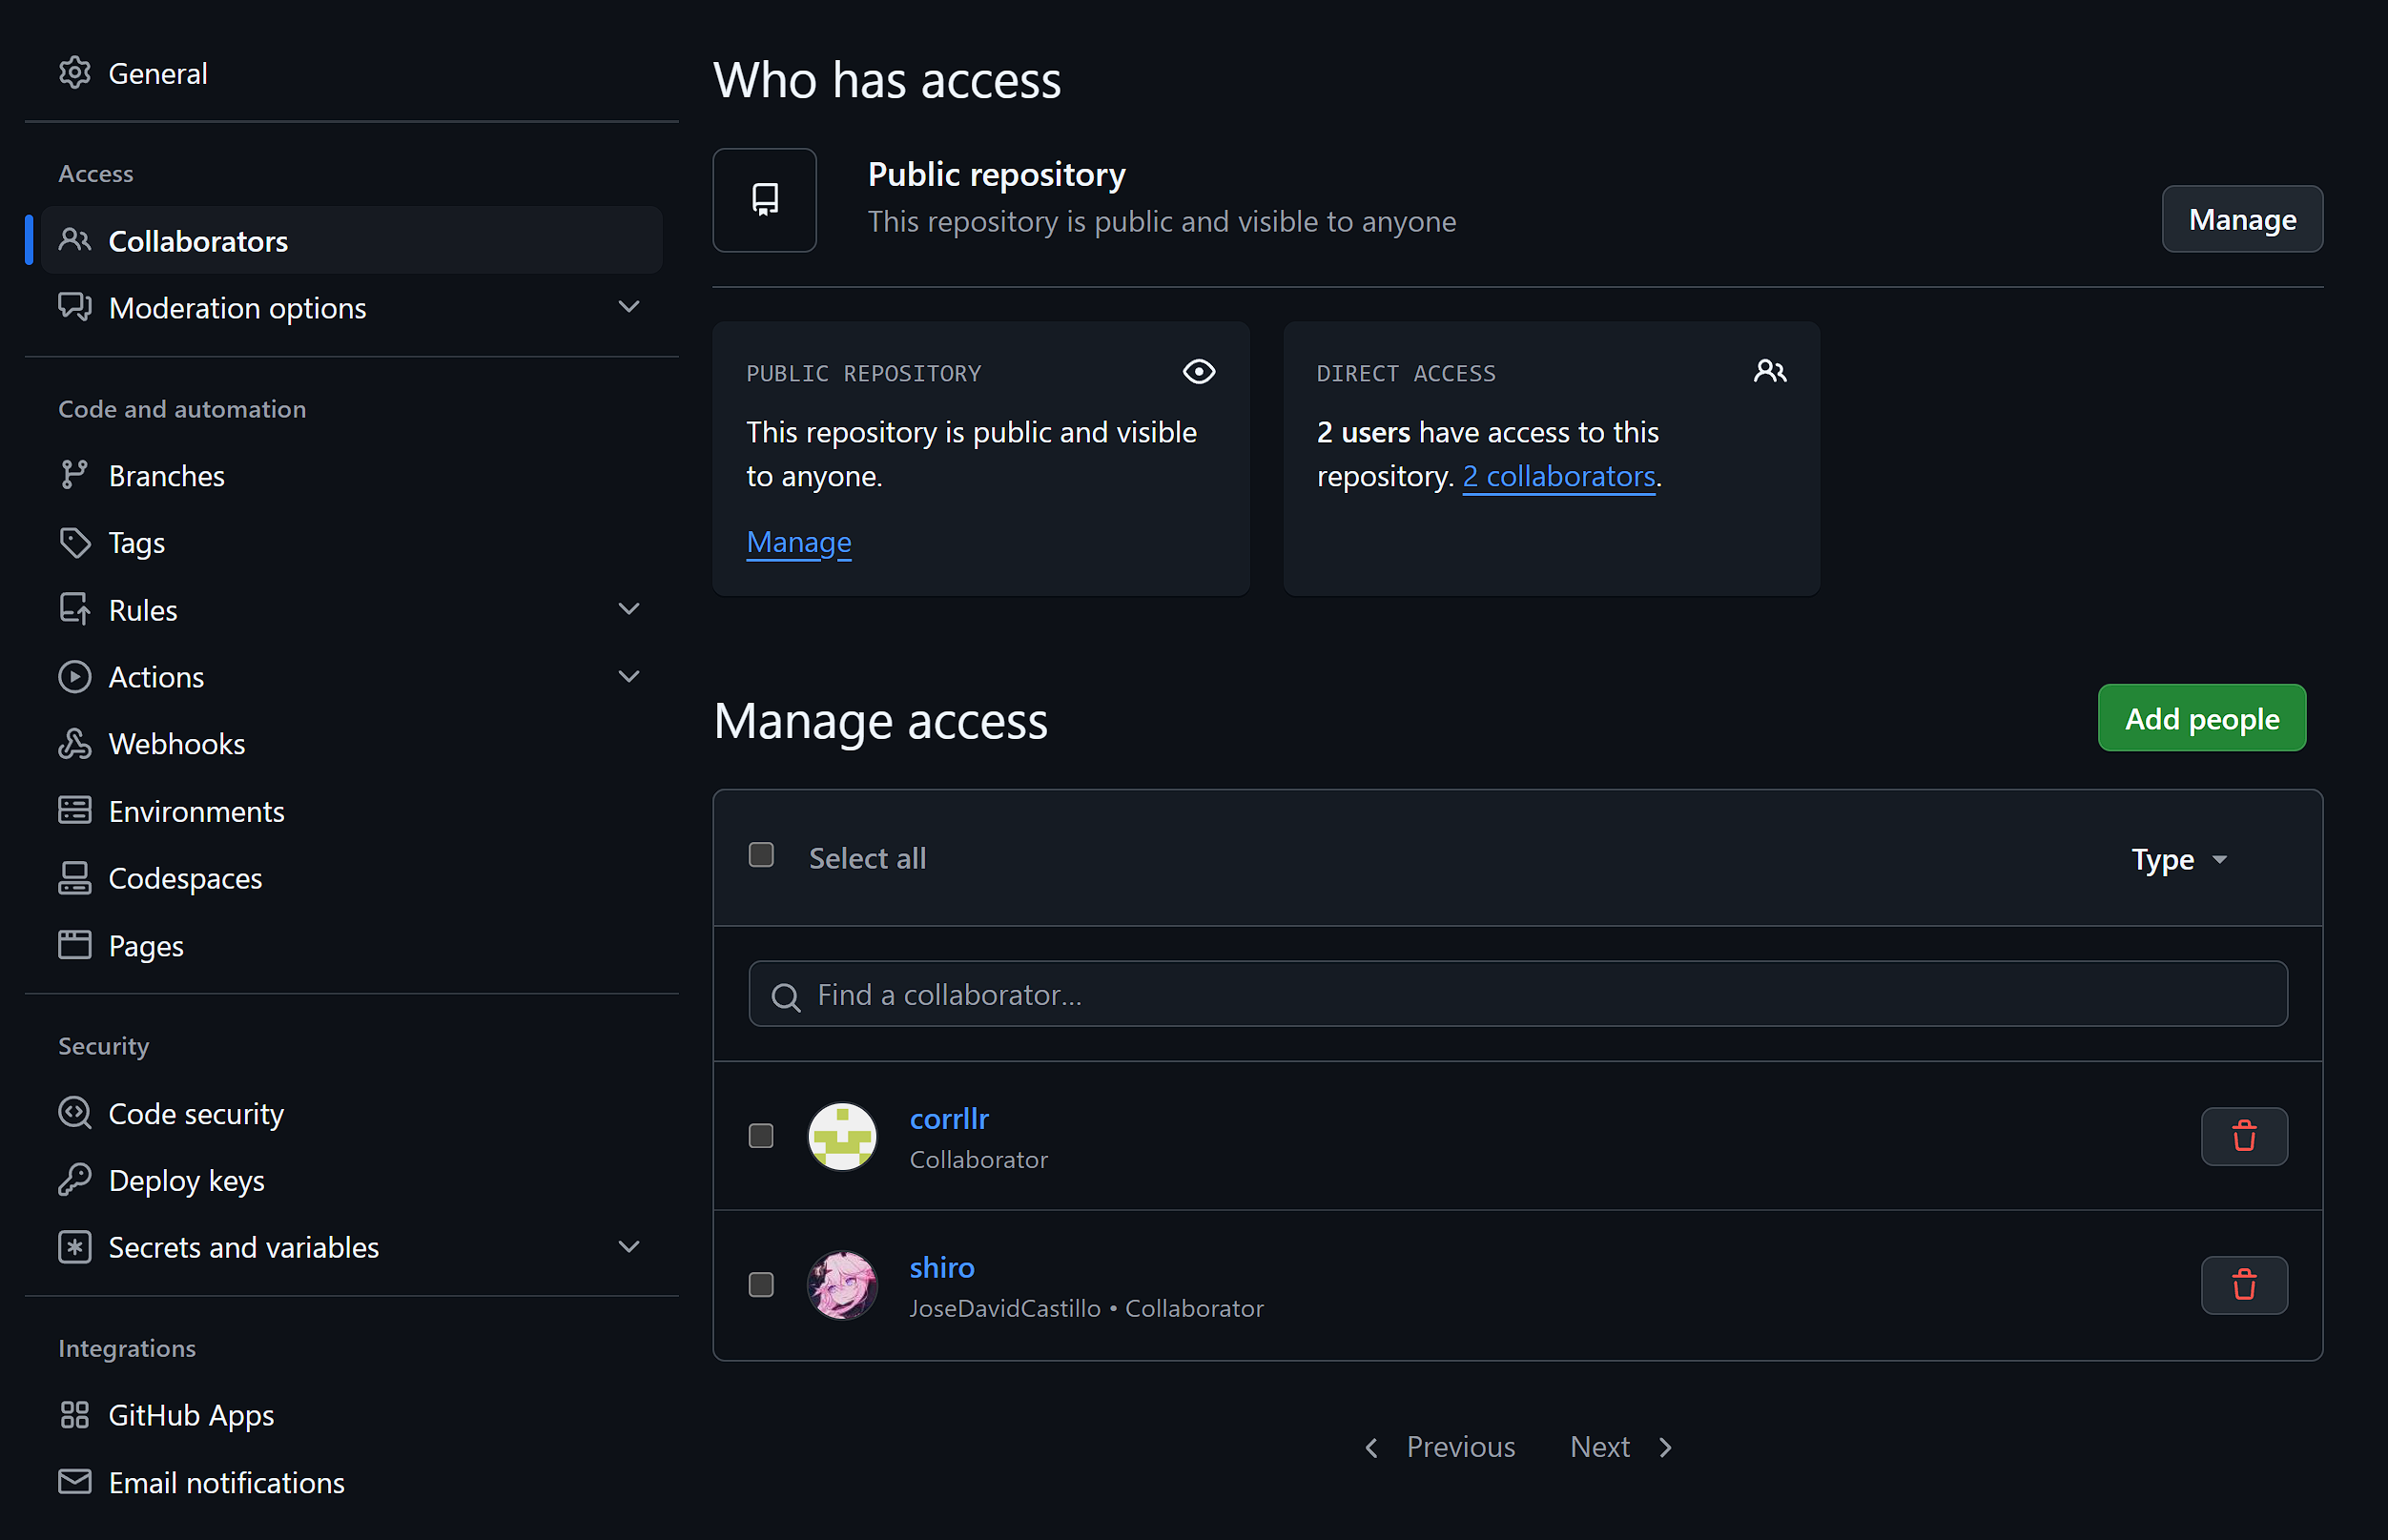 General
Access
Collaborators
Moderation options
Code and automation
Branches
Tags
Rules
Actions
Webhooks
Environments
Codespaces
Pages
Security
Code security
Deploy keys
Secrets and variables
Integrations
GitHub Apps
Email notifications
Who has access
Public repository
This repository is public and visible to anyone
Manage
PUBLIC REPOSITORY
This repository is public and visible
to anyone.
Manage
DIRECT ACCESS
2 users have access to this
repository. 2 collaborators.
Manage access
Add people
Select all
Type
Find a collaborator...
corrllr
Collaborator
shiro
JoseDavidCastillo • Collaborator
Previous
Next